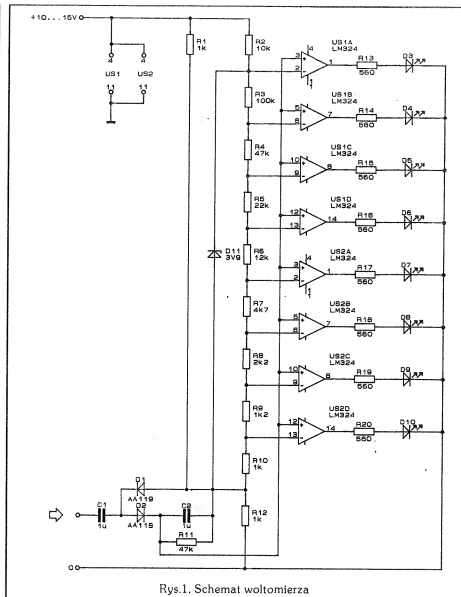 +10...15V
R1
1k
R2
10k
4
4
US1
US2
11
11
US1A
LM324
3
4
2
1
R13
560
D3
R3
100k
US1B
LM324
5
7
6
R14
560
D4
R4
47k
US1C
LM324
10
8
9
R15
560
D5
R5
22k
US1D
LM324
12
14
13
R16
560
D6
D11
3V9
R6
12k
US2A
LM324
3
4
2
1
R17
560
D7
R7
4k7
US2B
LM324
5
7
6
R18
560
D8
R8
2k2
US2C
LM324
10
8
9
R19
560
D9
R9
1k2
US2D
LM324
12
14
13
R20
560
D10
R10
1k
D1
AA119
C1
1u
D2
AA119
C2
1u
R12
1k
R11
47k
Rys.1. Schemat woltomierza